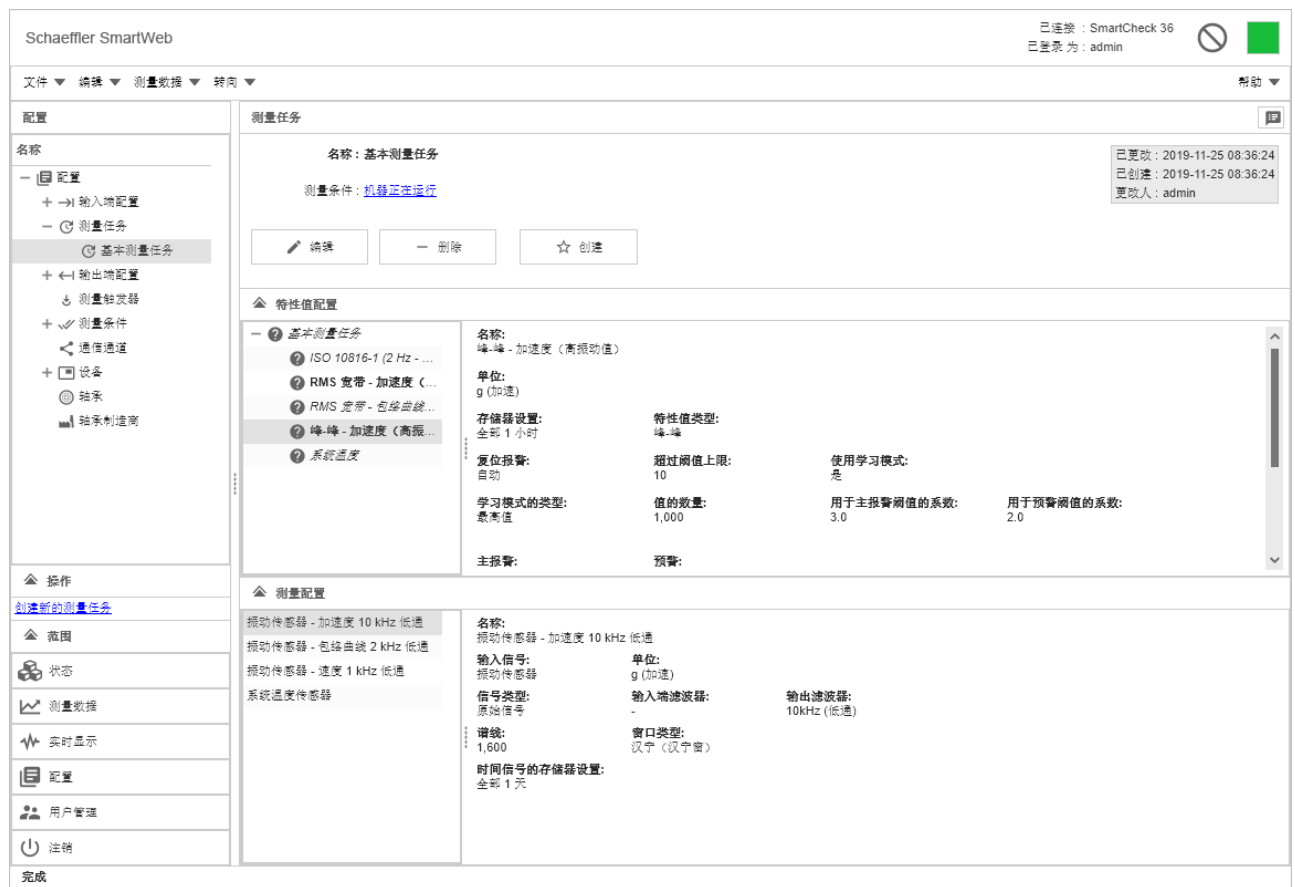 Schaeffler SmartWeb
已连接 : SmartCheck 36
已登录 为 : admin
文件 编辑 测量数据 转向 帮助
配置
名称
配置
输入端配置
测量任务
基本测量任务
输出端配置
测量触发器
测量条件
通信通道
设备
轴承
轴承制造商
操作
创建新的测量任务
范围
状态
测量数据
实时显示
配置
用户管理
注销
测量任务
名称 : 基本测量任务
测量条件 : 机器正在运行
已更改 : 2019-11-25 08:36:24
已创建 : 2019-11-25 08:36:24
更改人 : admin
编辑 删除 创建
特性值配置
基本测量任务
ISO 10816-1 (2 Hz - ...
RMS 宽带 - 加速度（...
RMS 宽带 - 包络曲线...
峰-峰 - 加速度（高振...
系统温度
名称:
峰-峰 - 加速度（高振动值）
单位:
g (加速)
存储器设置: 特性值类型:
全部 1 小时 峰-峰
复位报警: 超过阈值上限: 使用学习模式:
自动 10 是
学习模式的类型: 值的数量: 用于主报警阈值的系数: 用于预警阈值的系数:
最高值 1,000 3.0 2.0
主报警: 预警:
测量配置
振动传感器 - 加速度 10 kHz 低通
振动传感器 - 包络曲线 2 kHz 低通
振动传感器 - 速度 1 kHz 低通
系统温度传感器
名称:
振动传感器 - 加速度 10 kHz 低通
输入信号: 单位:
振动传感器 g (加速)
信号类型: 输入端滤波器: 输出滤波器:
原始信号 - 10kHz (低通)
谱线: 窗口类型:
1,600 汉宁（汉宁窗）
时间信号的存储器设置:
全部 1 天
完成